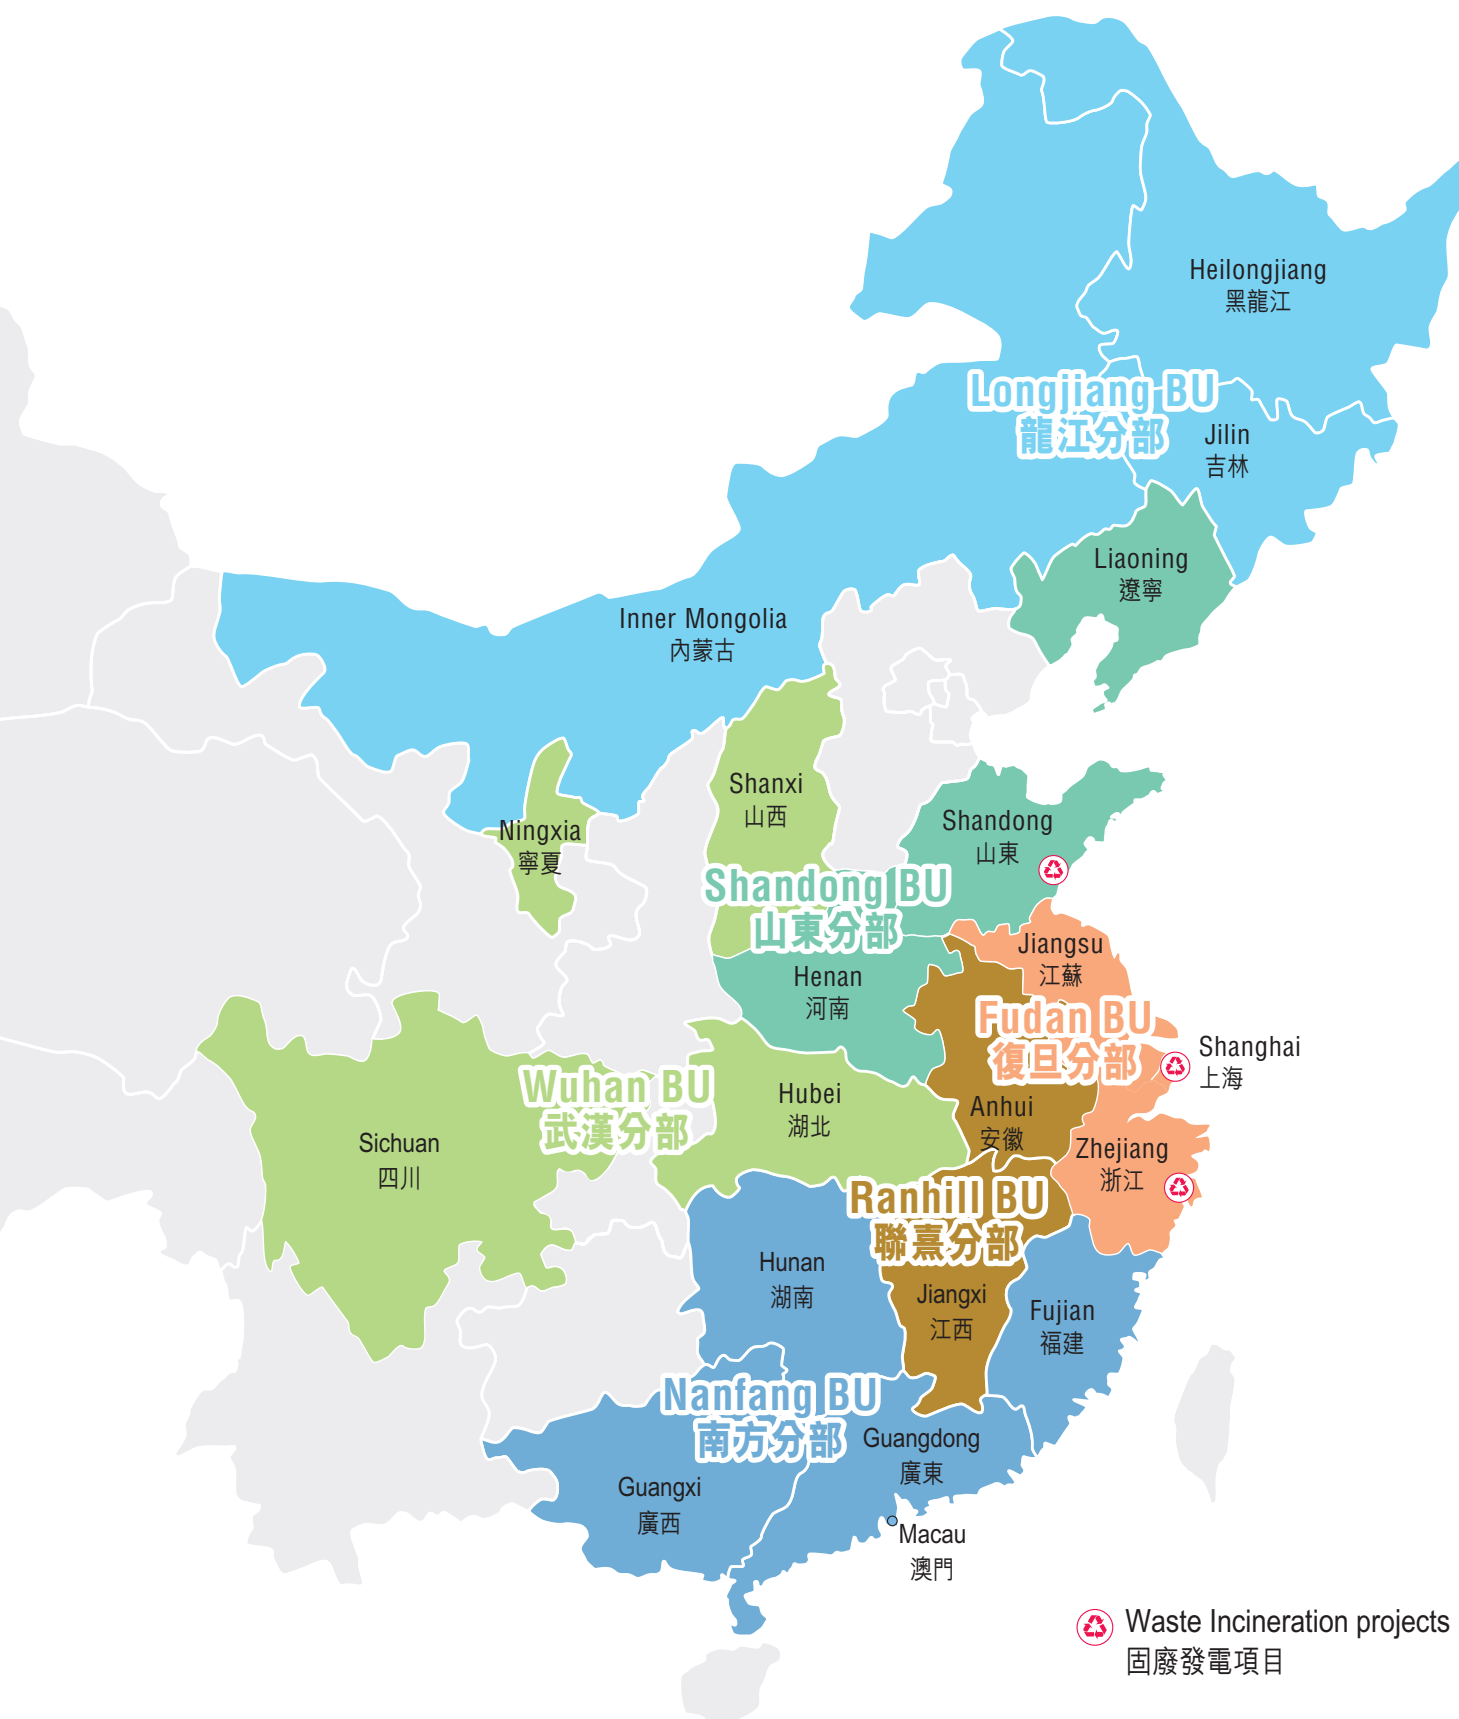 Heilongjiang
黑龍江
Longjiang BU
龍江分部
Jilin
吉林
Liaoning
遼寧
Inner Mongolia
內蒙古
Shanxi
山西
Ningxia
寧夏
Shandong
山東
Shandong BU
山東分部
Jiangsu
江蘇
Henan
河南
Fudan BU
復旦分部
Shanghai
上海
Wuhan BU
武漢分部
Hubei
湖北
Anhui
安徽
Sichuan
四川
Zhejiang
浙江
Ranhill BU
聯熹分部
Hunan
湖南
Jiangxi
江西
Fujian
福建
Nanfang BU
南方分部
Guangdong
廣東
Guangxi
廣西
Macau
澳門
Waste Incineration projects
固廢發電項目